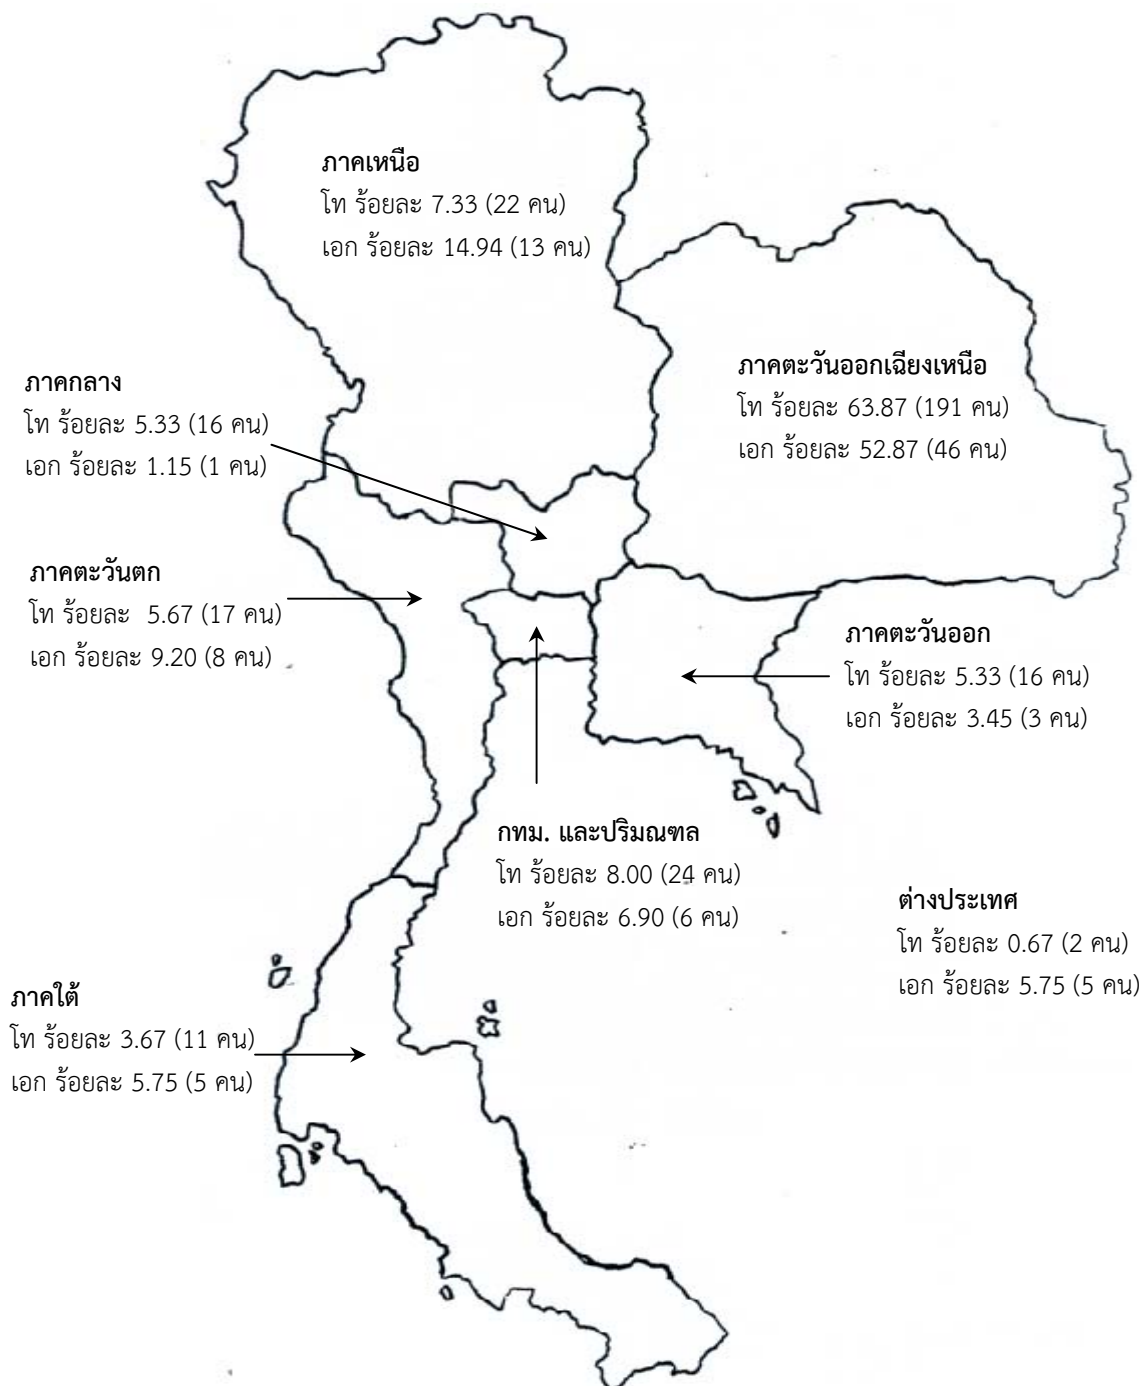 ภาคเหนือ
โท ร้อยละ 7.33 (22 คน)
เอก ร้อยละ 14.94 (13 คน)
ภาคตะวันออกเฉียงเหนือ
โท ร้อยละ 63.87 (191 คน)
เอก ร้อยละ 52.87 (46 คน)
ภาคกลาง
โท ร้อยละ 5.33 (16 คน)
เอก ร้อยละ 1.15 (1 คน)
ภาคตะวันตก
โท ร้อยละ 5.67 (17 คน)
เอก ร้อยละ 9.20 (8 คน)
ภาคตะวันออก
โท ร้อยละ 5.33 (16 คน)
เอก ร้อยละ 3.45 (3 คน)
กทม. และปริมณฑล
โท ร้อยละ 8.00 (24 คน)
เอก ร้อยละ 6.90 (6 คน)
ต่างประเทศ
โท ร้อยละ 0.67 (2 คน)
เอก ร้อยละ 5.75 (5 คน)
ภาคใต้
โท ร้อยละ 3.67 (11 คน)
เอก ร้อยละ 5.75 (5 คน)